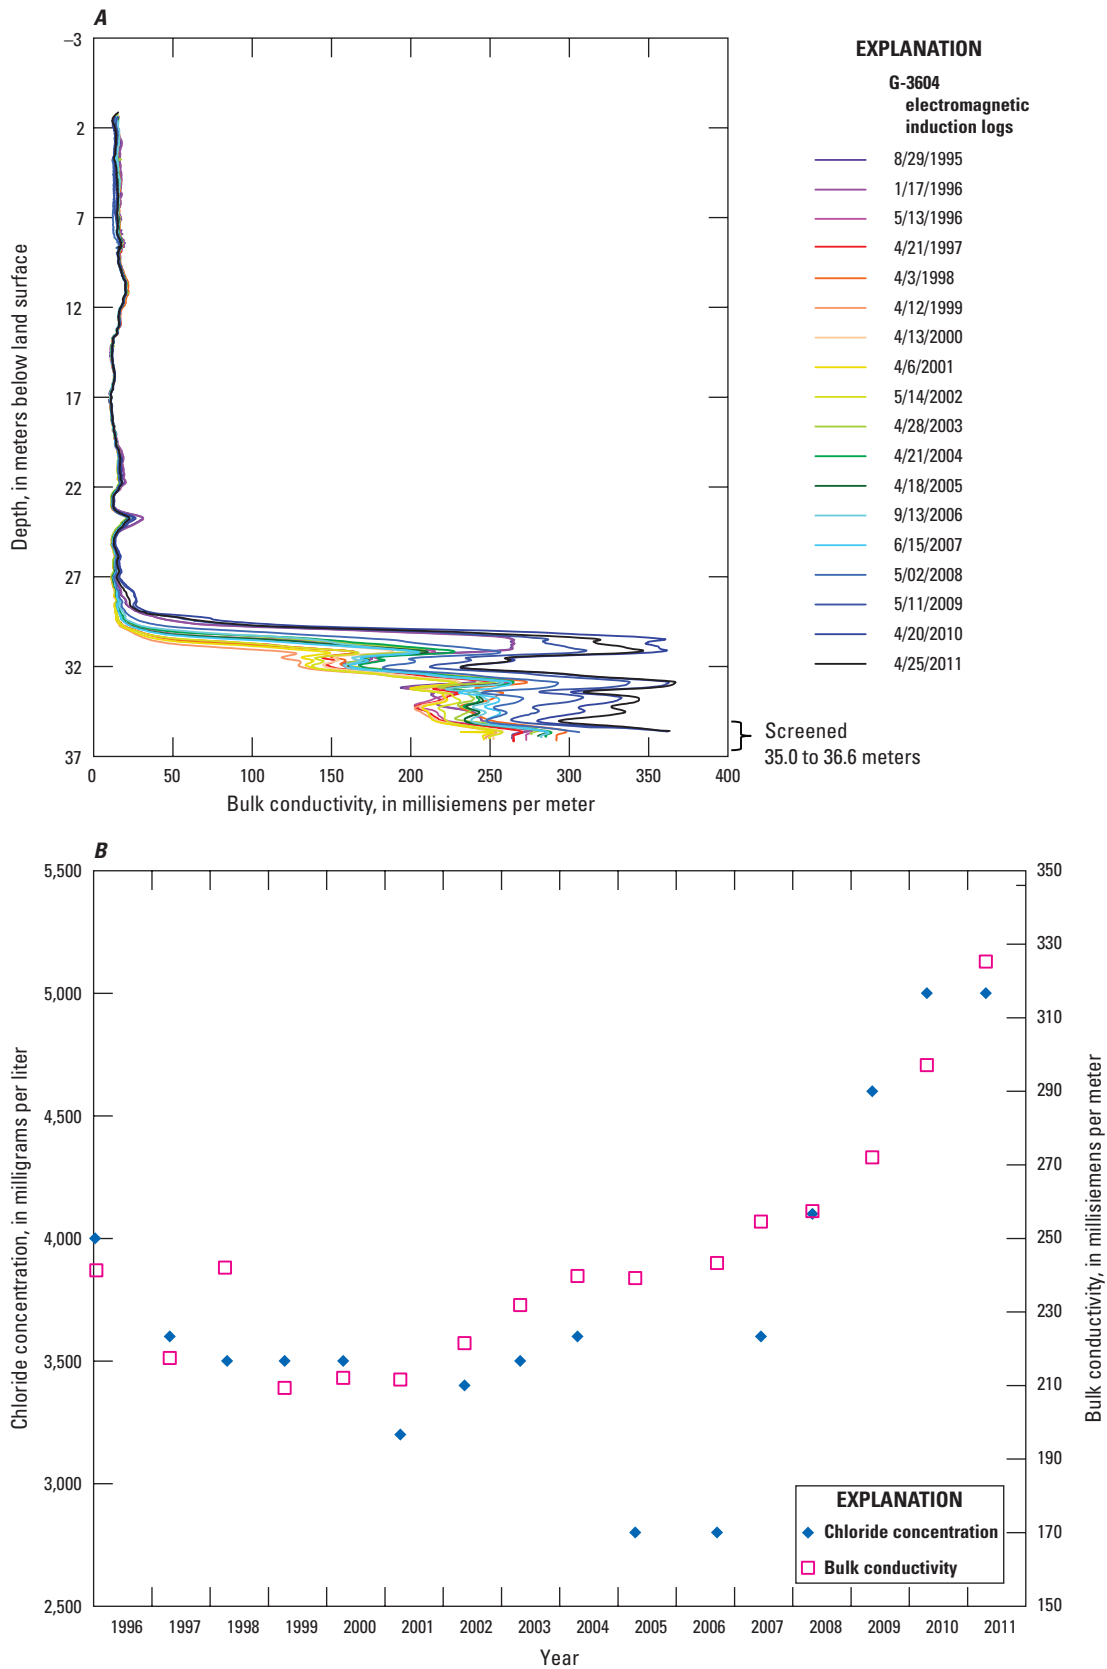 A
–3
2
7
12
17
22
27
32
37
Depth, in meters below land surface
0 50 100 150 200 250 300 350 400
Bulk conductivity, in millisiemens per meter
EXPLANATION
G-3604
electromagnetic
induction logs
8/29/1995
1/17/1996
5/13/1996
4/21/1997
4/3/1998
4/12/1999
4/13/2000
4/6/2001
5/14/2002
4/28/2003
4/21/2004
4/18/2005
9/13/2006
6/15/2007
5/02/2008
5/11/2009
4/20/2010
4/25/2011
Screened
35.0 to 36.6 meters
B
5,500
5,000
4,500
4,000
3,500
3,000
2,500
Chloride concentration, in milligrams per liter
350
330
310
290
270
250
230
210
190
170
150
Bulk conductivity, in millisiemens per meter
EXPLANATION
Chloride concentration
Bulk conductivity
1996 1997 1998 1999 2000 2001 2002 2003 2004 2005 2006 2007 2008 2009 2010 2011
Year